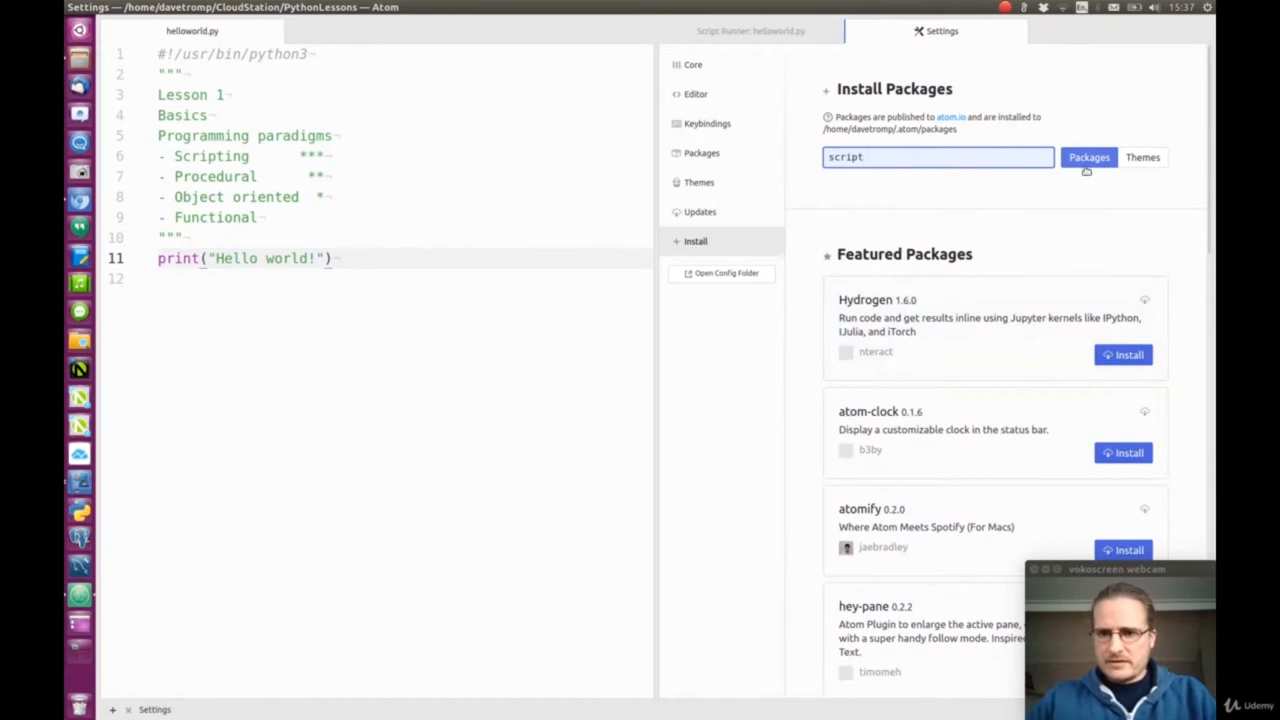 Settings — /home/davetromp/CloudStation/PythonLessons — Atom
En
15:37
helloworld.py
Script Runner: helloworld.py
Settings
1 #!/usr/bin/python3
2 """
3 Lesson 1
4 Basics
5 Programming paradigms
6 - Scripting ***
7 - Procedural **
8 - Object oriented *
9 - Functional
10 """
11 print("Hello world!")
12
Core
Editor
Keybindings
Packages
Themes
Updates
Install
Open Config Folder
Install Packages
Packages are published to atom.io and are installed to
/home/davetromp/.atom/packages
script
Packages
Themes
Featured Packages
Hydrogen 1.6.0
Run code and get results inline using Jupyter kernels like IPython,
IJulia, and iTorch
nteract
Install
atom-clock 0.1.6
Display a customizable clock in the status bar.
b3by
Install
atomify 0.2.0
Where Atom Meets Spotify (For Macs)
jaebradley
Install
hey-pane 0.2.2
Atom Plugin to enlarge the active pane,
with a super handy follow mode. Inspired
Text.
timomeh
vokoscreen webcam
Settings
Udemy